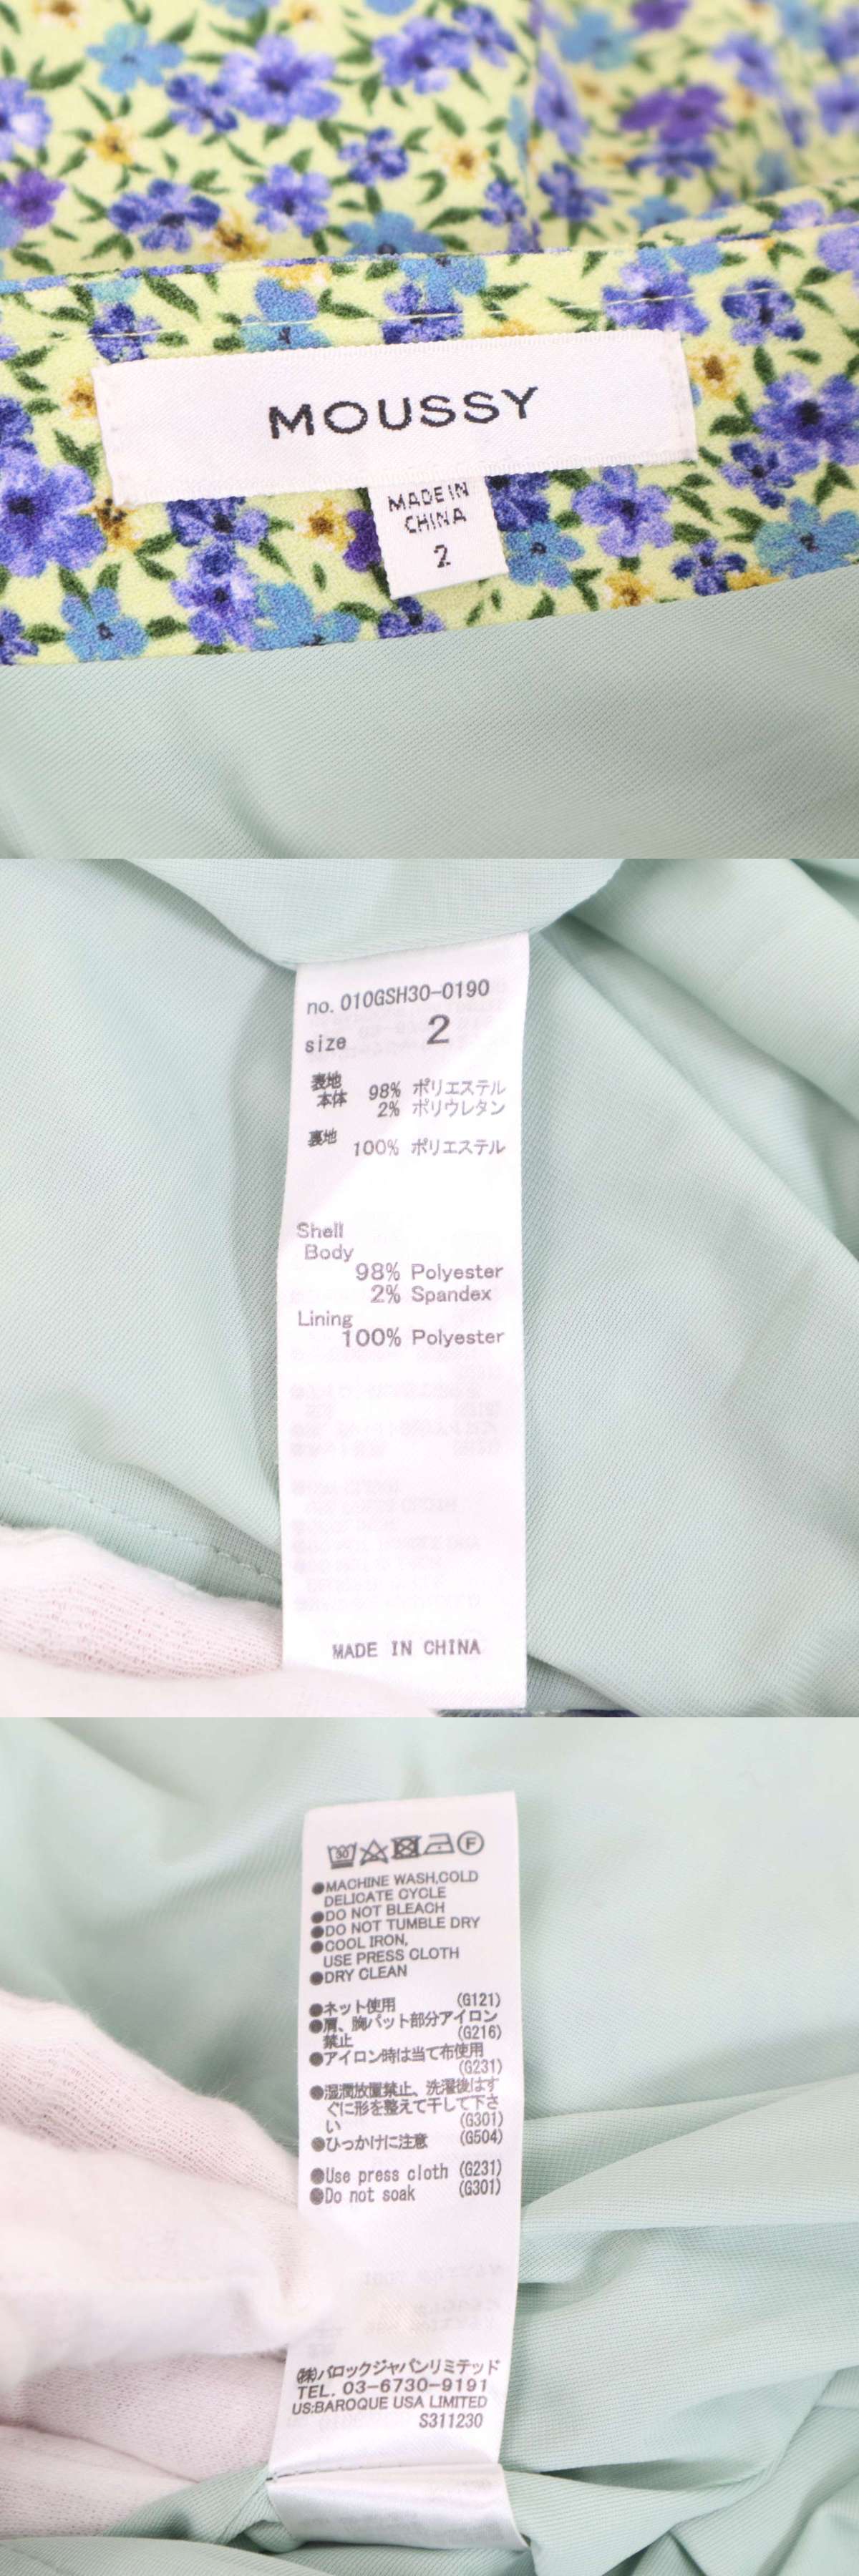 MOUSSY
MADE IN
CHINA
2
no. 010GSH30-0190
size 2
表地
本体 98% ポリエステル
2% ポリウレタン
裏地 100% ポリエステル
Shell
Body
98% Polyester
2% Spandex
Lining
100% Polyester
MADE IN CHINA
30 F
●MACHINE WASH,COLD
DELICATE CYCLE
●DO NOT BLEACH
●DO NOT TUMBLE DRY
●COOL IRON,
USE PRESS CLOTH
●DRY CLEAN
●ネット使用 (G121)
●肩、胸パット部分アイロン
禁止 (G216)
●アイロン時は当て布使用
(G231)
●湿潤放置禁止、洗濯後はす
ぐに形を整えて干して下さ
い (G301)
●ひっかけに注意 (G504)
●Use press cloth (G231)
●Do not soak (G301)
㈱バロックジャパンリミテッド
TEL. 03-6730-9191
US:BAROQUE USA LIMITED
S311230